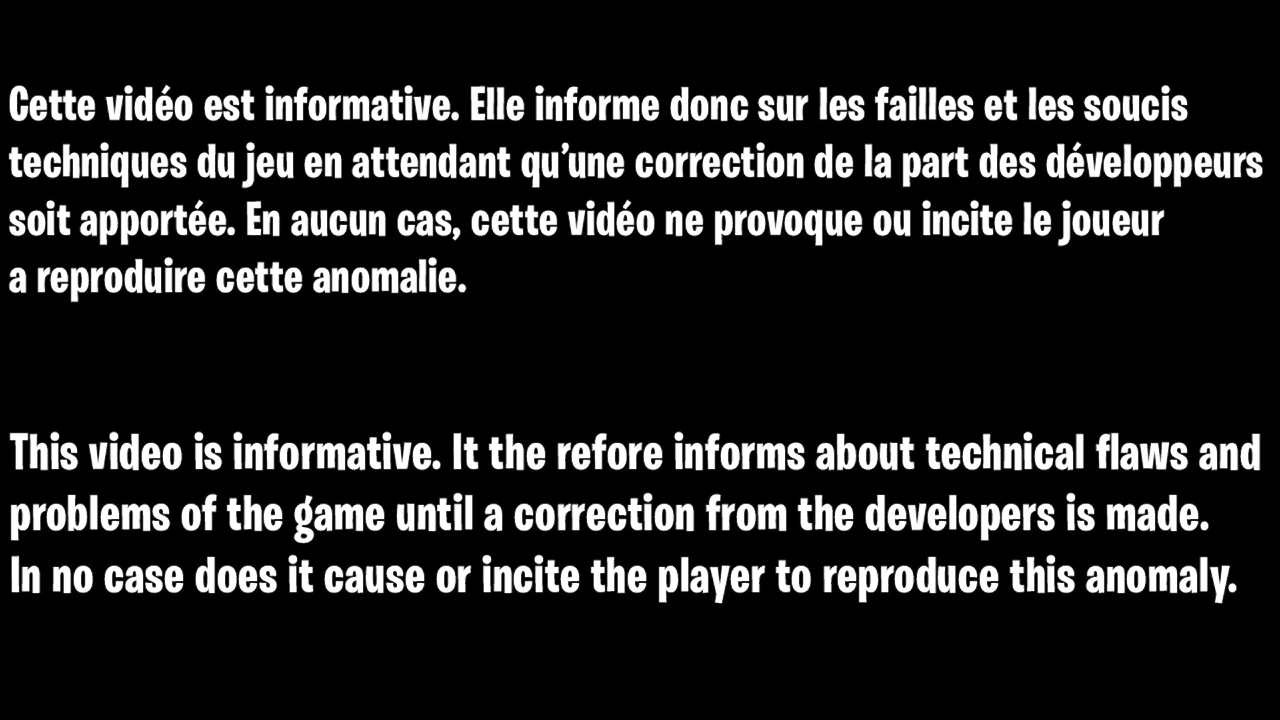 Cette vidéo est informative. Elle informe donc sur les failles et les soucis
techniques du jeu en attendant qu’une correction de la part des développeurs
soit apportée. En aucun cas, cette vidéo ne provoque ou incite le joueur
a reproduire cette anomalie.
This video is informative. It the refore informs about technical flaws and
problems of the game until a correction from the developers is made.
In no case does it cause or incite the player to reproduce this anomaly.